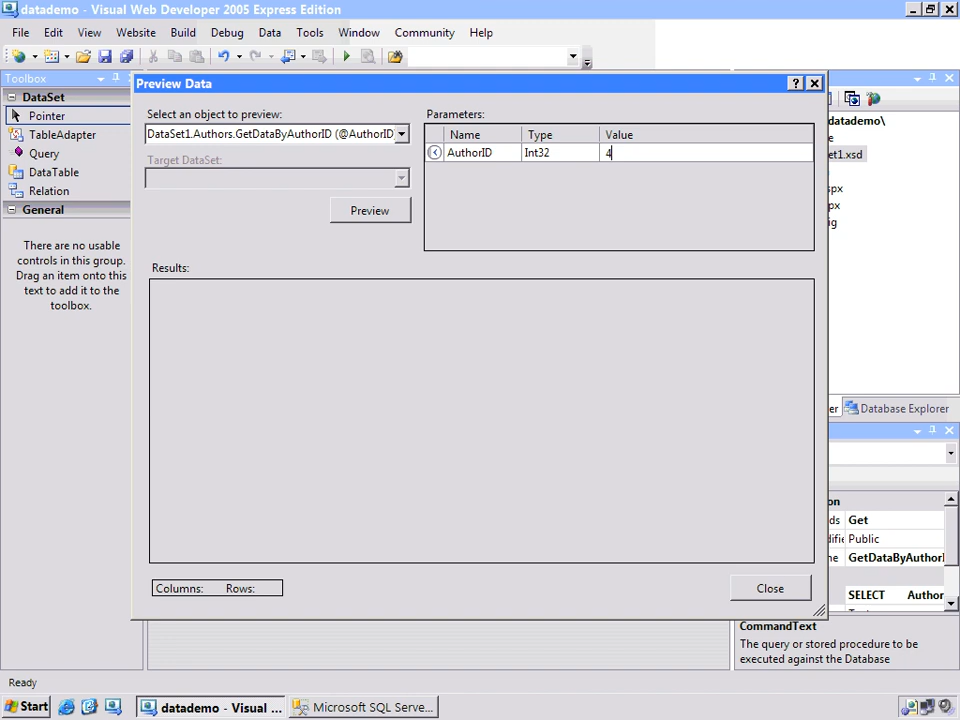 datademo - Visual Web Developer 2005 Express Edition
File Edit View Website Build Debug Data Tools Window Community Help
Toolbox
DataSet
Pointer
TableAdapter
Query
DataTable
Relation
General
There are no usable
controls in this group.
Drag an item onto this
text to add it to the
toolbox.
Preview Data
Select an object to preview:
DataSet1.Authors.GetDataByAuthorID (@AuthorID)
Target DataSet:
Preview
Parameters:
Name Type Value
AuthorID Int32 4
Results:
Columns: Rows:
Close
datademo\
et1.xsd
spx
px
ig
er Database Explorer
on
ds Get
difie Public
ne GetDataByAuthorI
SELECT Author
CommandText
The query or stored procedure to be
executed against the Database
Ready
Start datademo - Visual ... Microsoft SQL Serve...